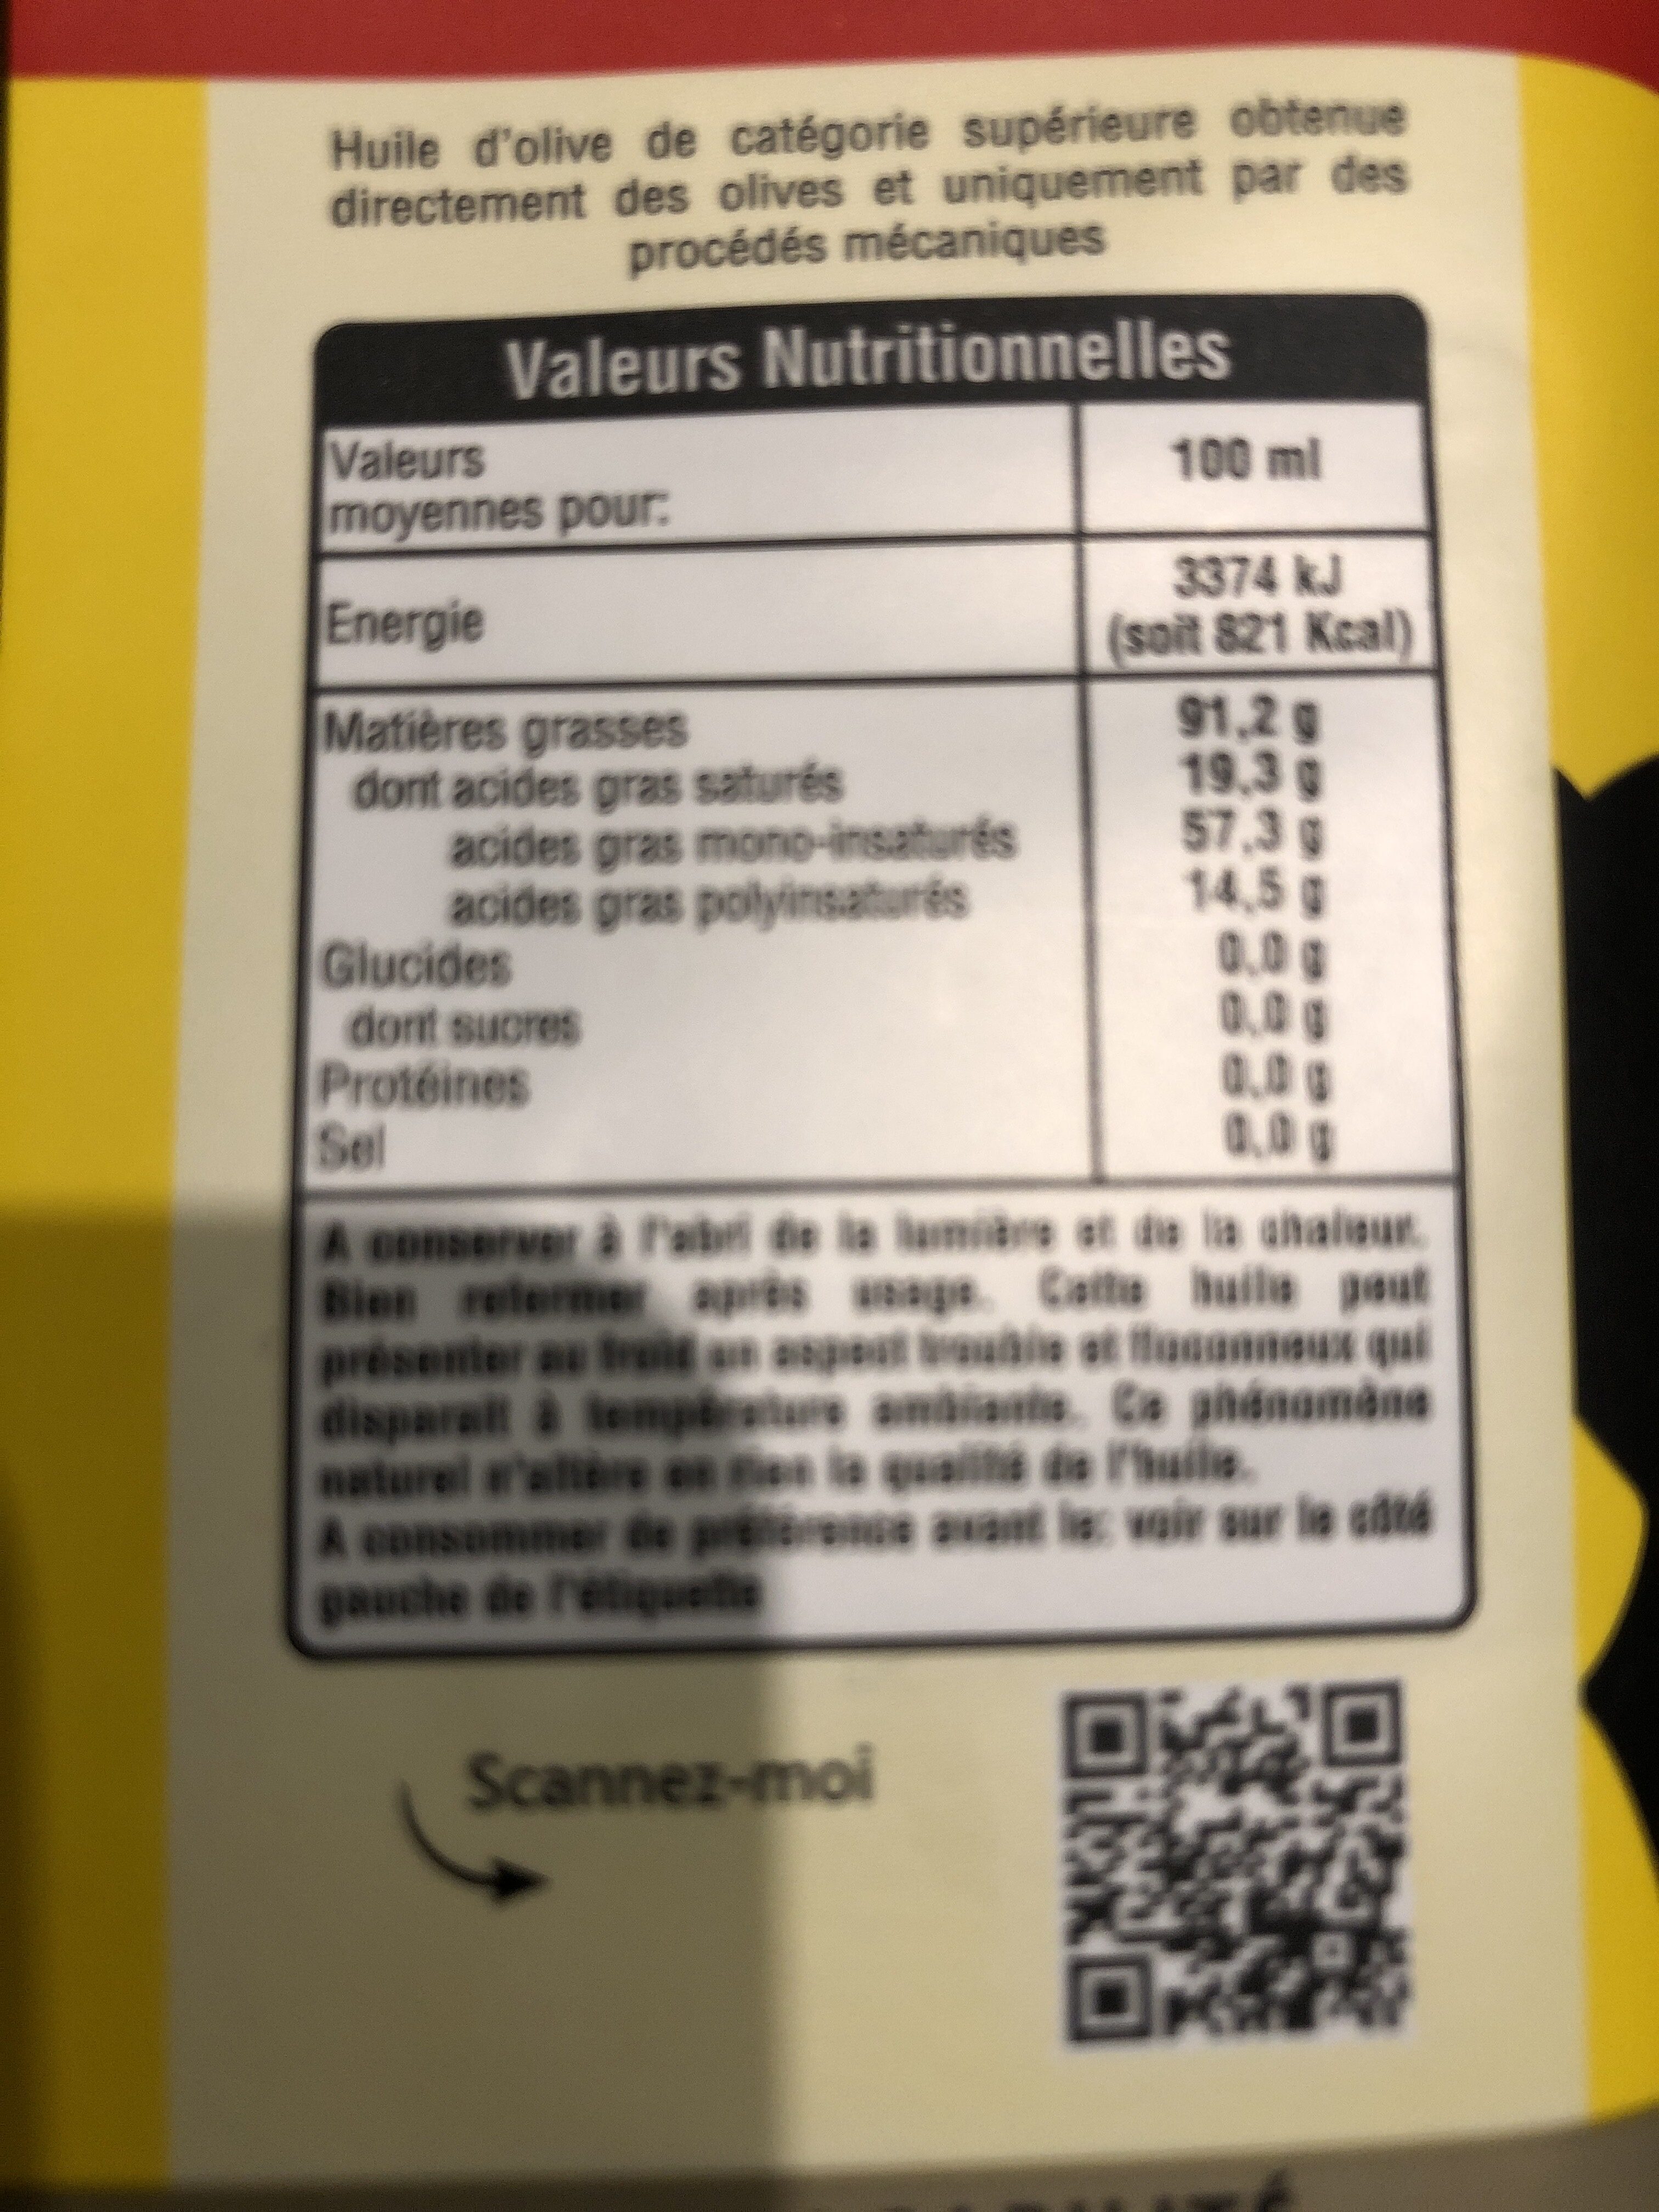 Huile d'olive de catégorie supérieure obtenue
directement des olives et uniquement par des
procédés mécaniques
Valeurs Nutritionnelles
Valeurs
moyennes pour:
100 ml
Energie
3374 kJ
(soit 821 Kcal)
Matières grasses 91,2 g
dont acides gras saturés 19,3 g
acides gras mono-insaturés 57,3 g
acides gras polyinsaturés 14,5 g
Glucides 0,0 g
dont sucres 0,0 g
Protéines 0,0 g
Sel 0,0 g
A conserver à l'abri de la lumière et de la chaleur.
Bien refermer après usage. Cette huile peut
présenter au froid un aspect trouble et floconneux qui
disparait à température ambiante. Ce phénomène
naturel n'altère en rien la qualité de l'huile.
A consommer de préférence avant le: voir sur le côté
gauche de l'étiquette
Scannez-moi